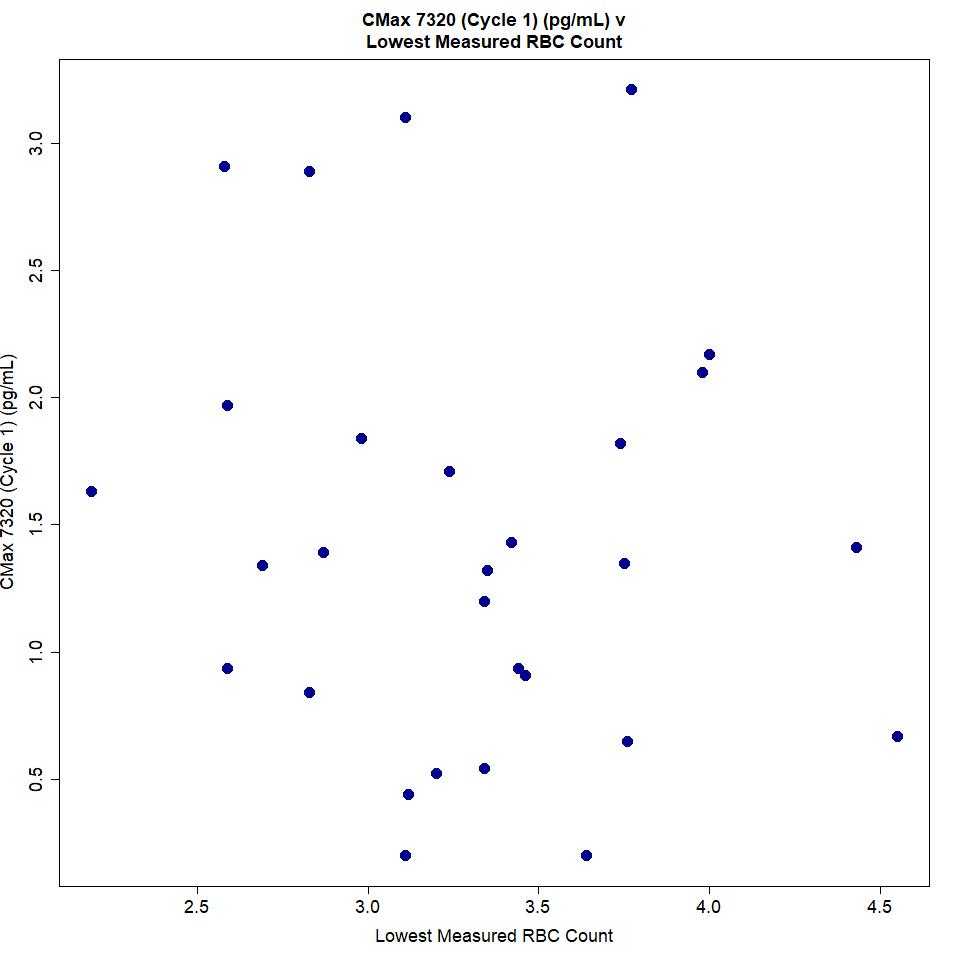 CMax 7320 (Cycle 1) (pg/mL) v
Lowest Measured RBC Count
CMax 7320 (Cycle 1) (pg/mL)
3.0
2.5
2.0
1.5
1.0
0.5
2.5
3.0
3.5
4.0
4.5
Lowest Measured RBC Count